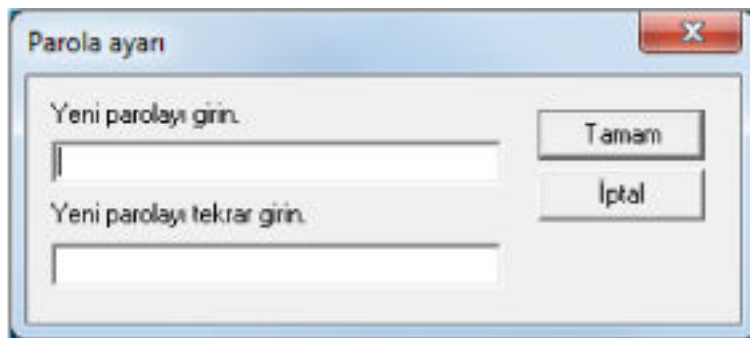 Parola ayarı
Yeni parolayı girin.
Tamam
İptal
Yeni parolayı tekrar girin.